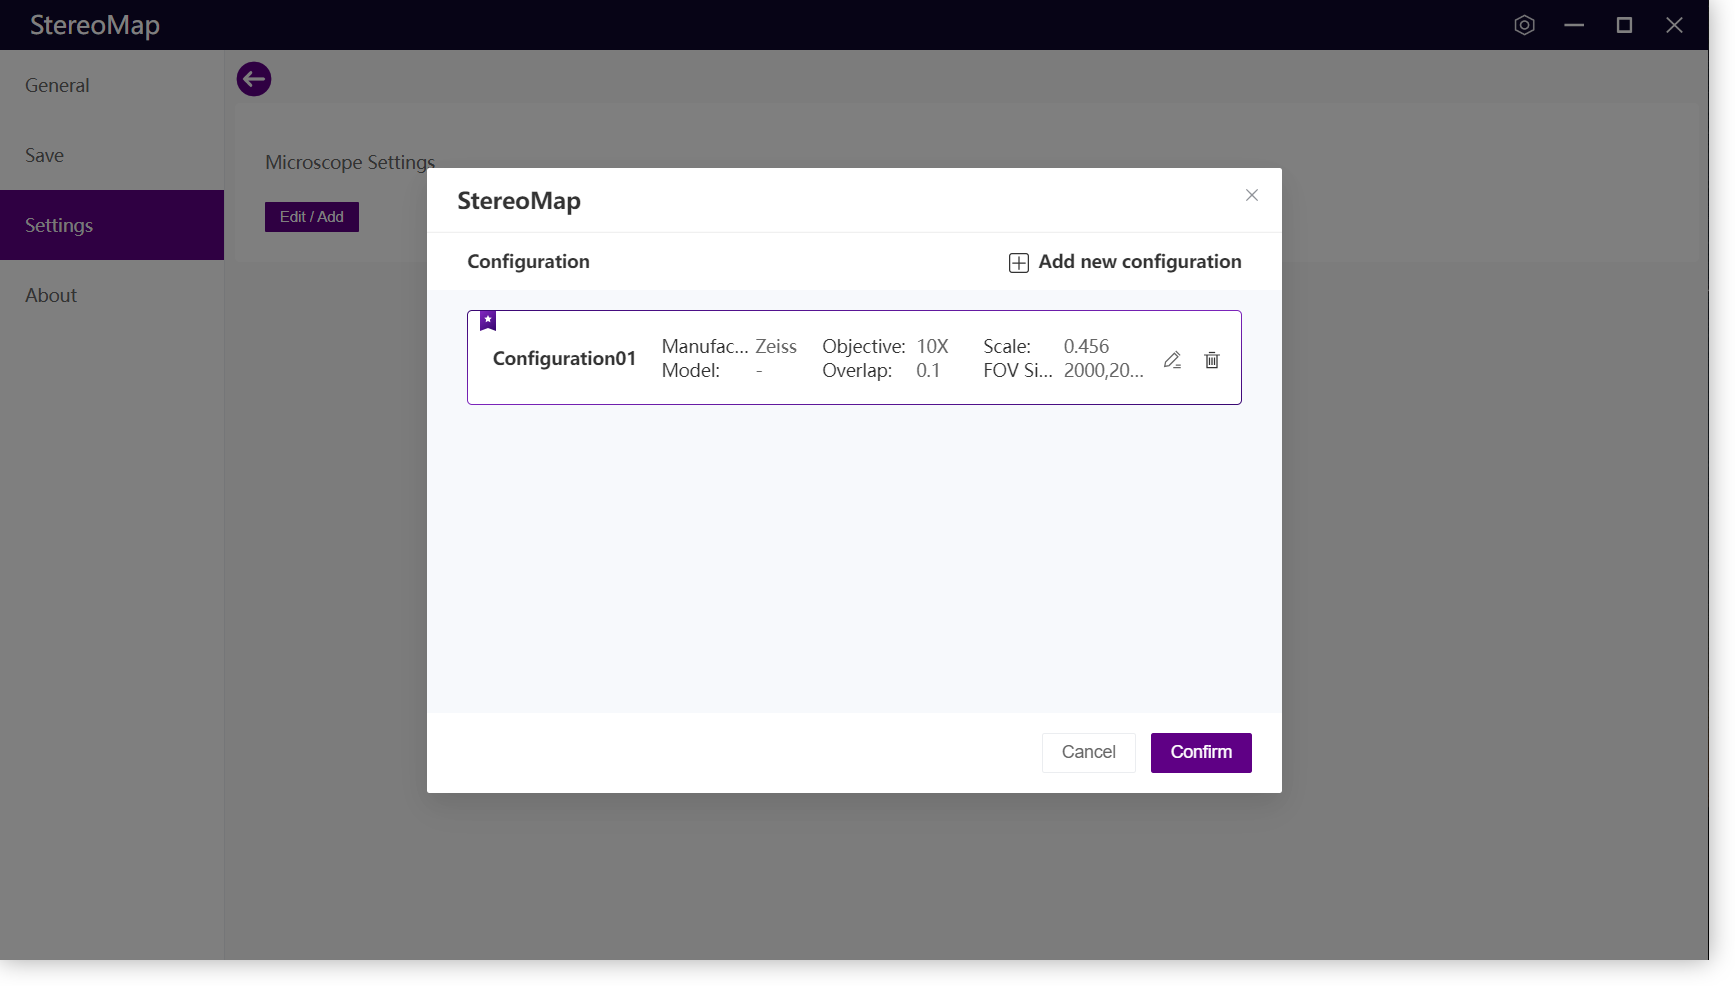 StereoMap
General
Save
Settings
About
Microscope Settings
Edit / Add
StereoMap
Configuration
Add new configuration
Configuration01
Manufac... Zeiss Objective: 10X Scale: 0.456
Model: - Overlap: 0.1 FOV Si... 2000,20...
Cancel Confirm